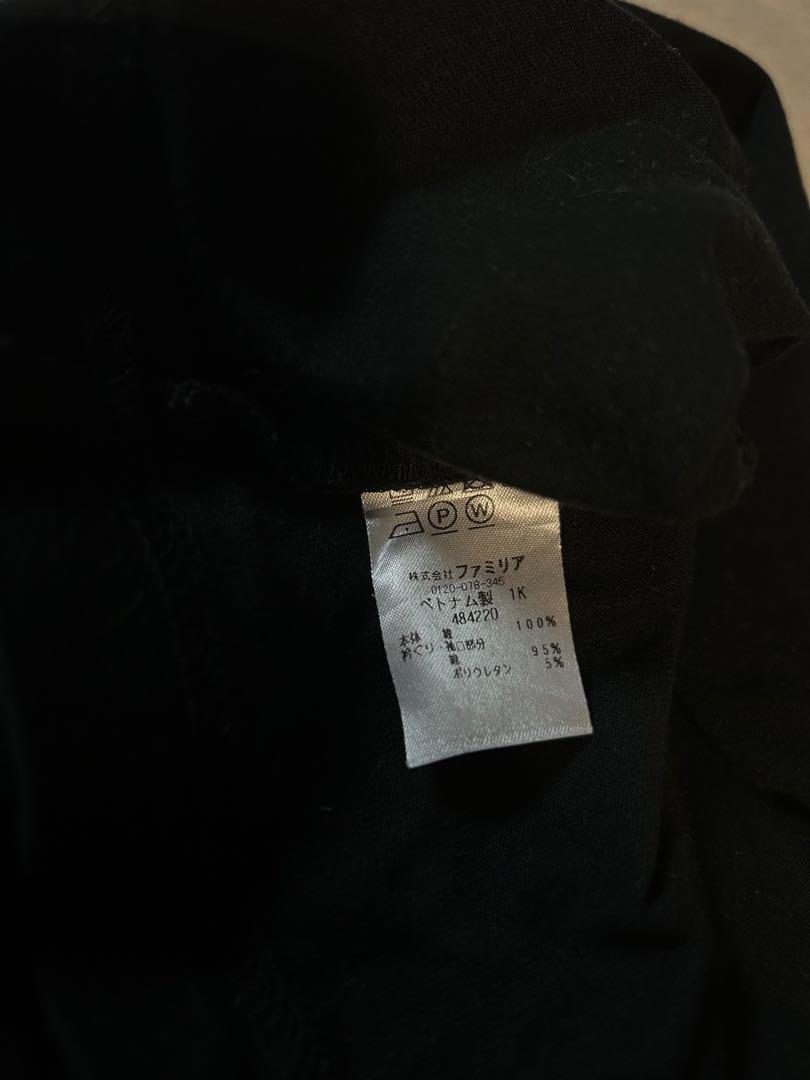 P W
株式会社ファミリア
0120-078-345
ベトナム製 1K
484220
本体 綿 100%
衿ぐり・袖口部分
綿 95%
ポリウレタン 5%